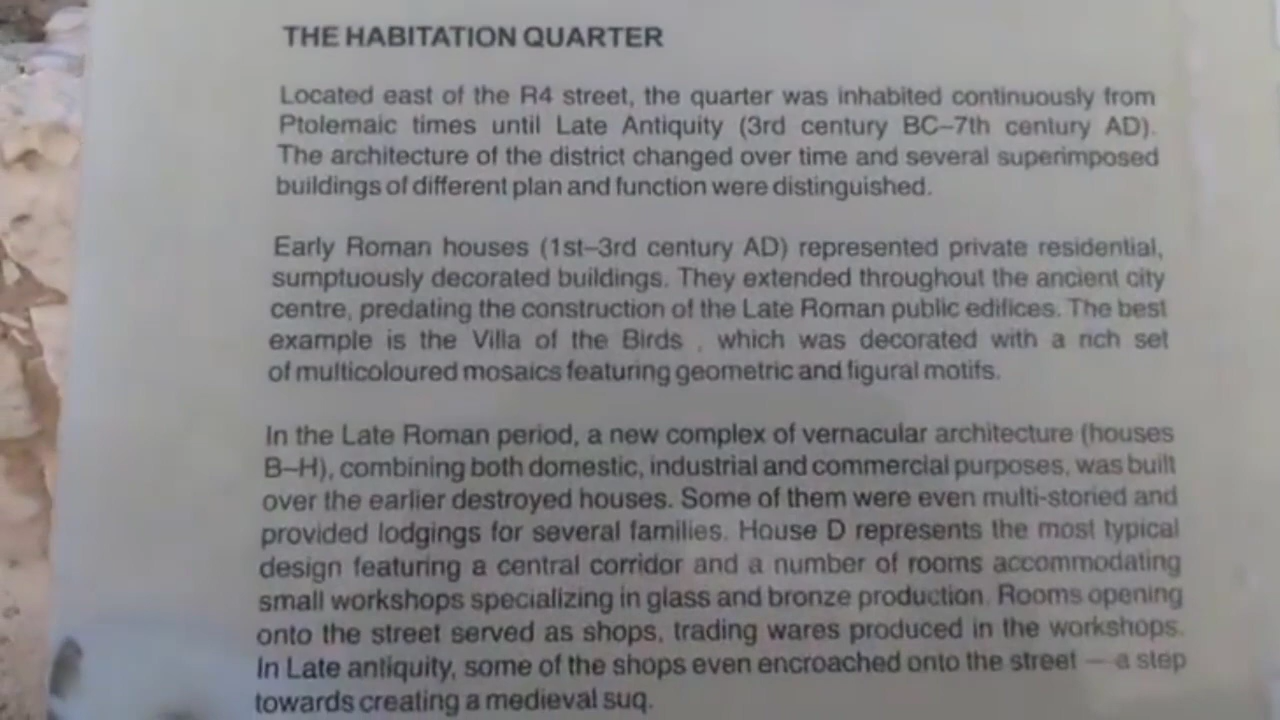 THE HABITATION QUARTER
Located east of the R4 street, the quarter was inhabited continuously from
Ptolemaic times until Late Antiquity (3rd century BC–7th century AD).
The architecture of the district changed over time and several superimposed
buildings of different plan and function were distinguished.
Early Roman houses (1st–3rd century AD) represented private residential,
sumptuously decorated buildings. They extended throughout the ancient city
centre, predating the construction of the Late Roman public edifices. The best
example is the Villa of the Birds , which was decorated with a rich set
of multicoloured mosaics featuring geometric and figural motifs.
In the Late Roman period, a new complex of vernacular architecture (houses
B–H), combining both domestic, industrial and commercial purposes, was built
over the earlier destroyed houses. Some of them were even multi-storied and
provided lodgings for several families. House D represents the most typical
design featuring a central corridor and a number of rooms accommodating
small workshops specializing in glass and bronze production. Rooms opening
onto the street served as shops, trading wares produced in the workshops.
In Late antiquity, some of the shops even encroached onto the street – a step
towards creating a medieval suq.